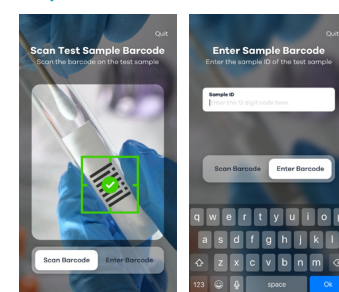 Quit
Scan Test Sample Barcode
Scan the barcode on the test sample
Scan Barcode
Enter Barcode
Quit
Enter Sample Barcode
Enter the sample ID of the test sample
Sample ID
Enter the 12 digit code here
Scan Barcode
Enter Barcode
q w e r t y u i o p
a s d f g h j k l
z x c v b n m
123
space
Ok